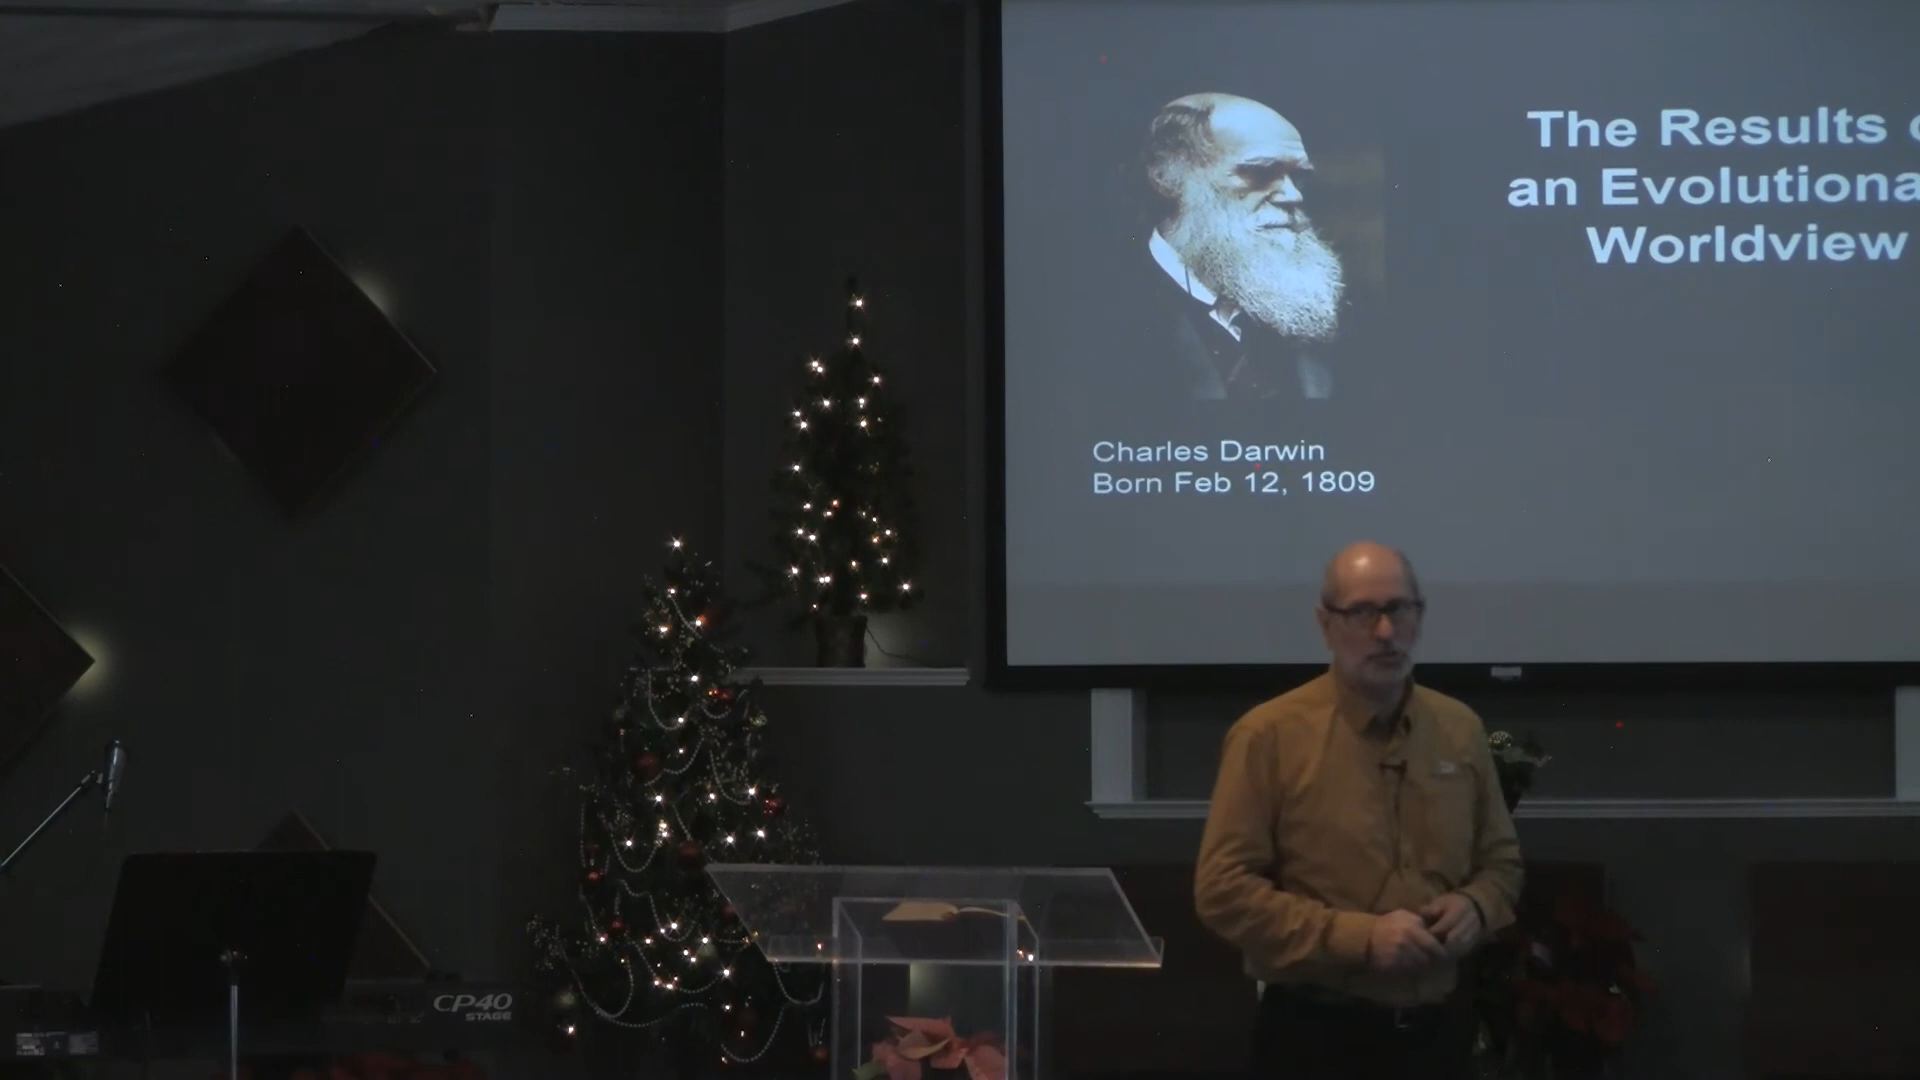 The Results
an Evolutiona
Worldview
Charles Darwin
Born Feb 12, 1809
CP40
STAGE